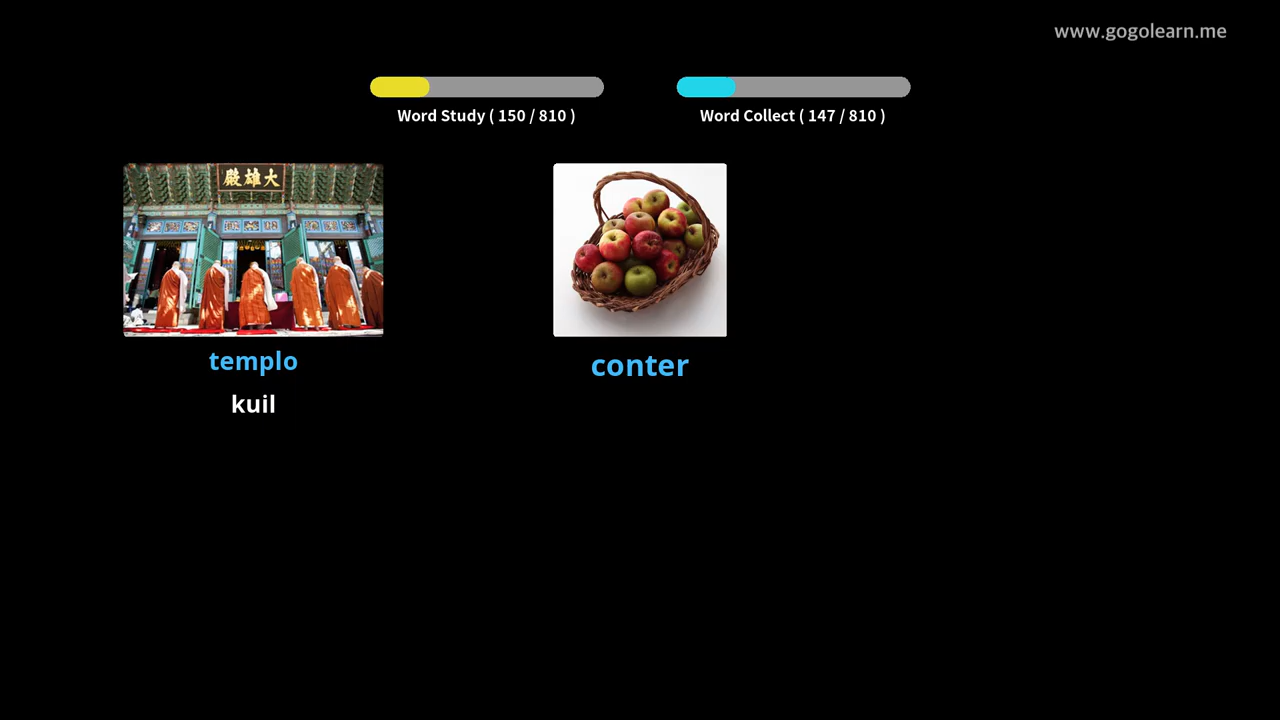 www.gogolearn.me
Word Study ( 150 / 810 )
Word Collect ( 147 / 810 )
殿雄大
templo
conter
kuil